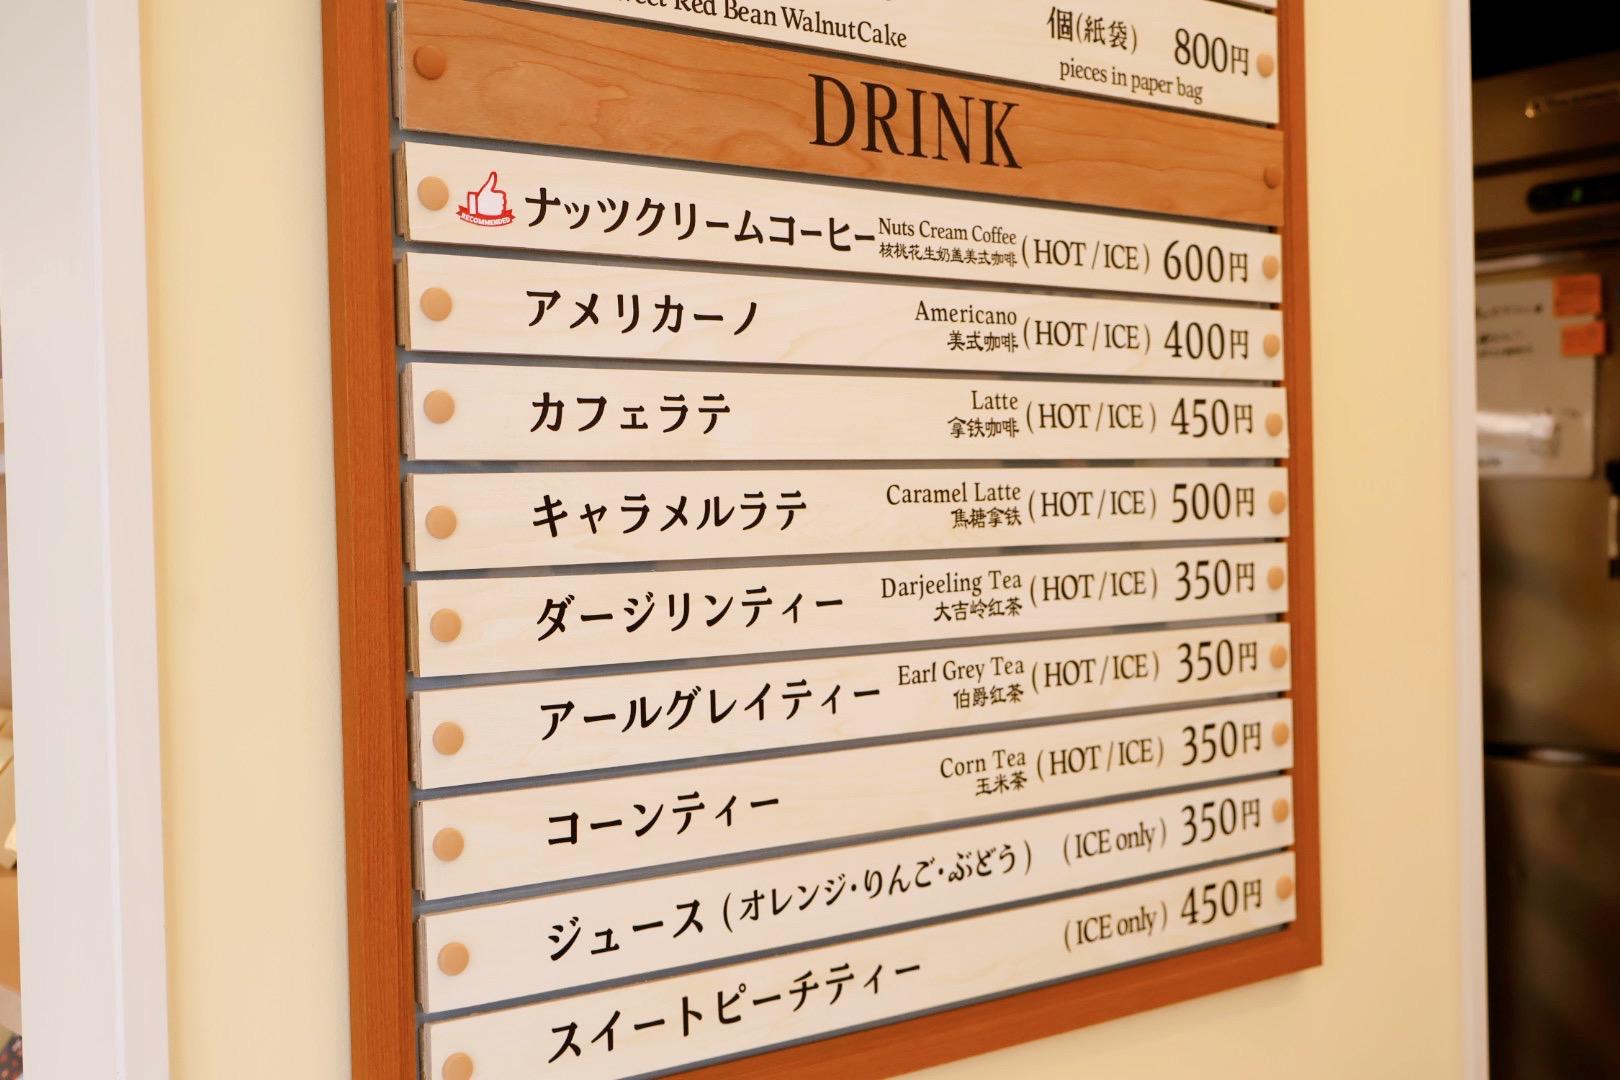 Red Bean WalnutCake
個(紙袋) 800円
pieces in paper bag
DRINK
RECOMMENDED
ナッツクリームコーヒー Nuts Cream Coffee 核桃花生奶盖美式咖啡 (HOT/ICE) 600円
アメリカーノ Americano 美式咖啡 (HOT/ICE) 400円
カフェラテ Latte 拿铁咖啡 (HOT/ICE) 450円
キャラメルラテ Caramel Latte 焦糖拿铁 (HOT/ICE) 500円
ダージリンティー Darjeeling Tea 大吉岭红茶 (HOT/ICE) 350円
アールグレイティー Earl Grey Tea 伯爵红茶 (HOT/ICE) 350円
コーンティー Corn Tea 玉米茶 (HOT/ICE) 350円
ジュース (オレンジ・りんご・ぶどう) (ICE only) 350円
スイートピーチティー (ICE only) 450円